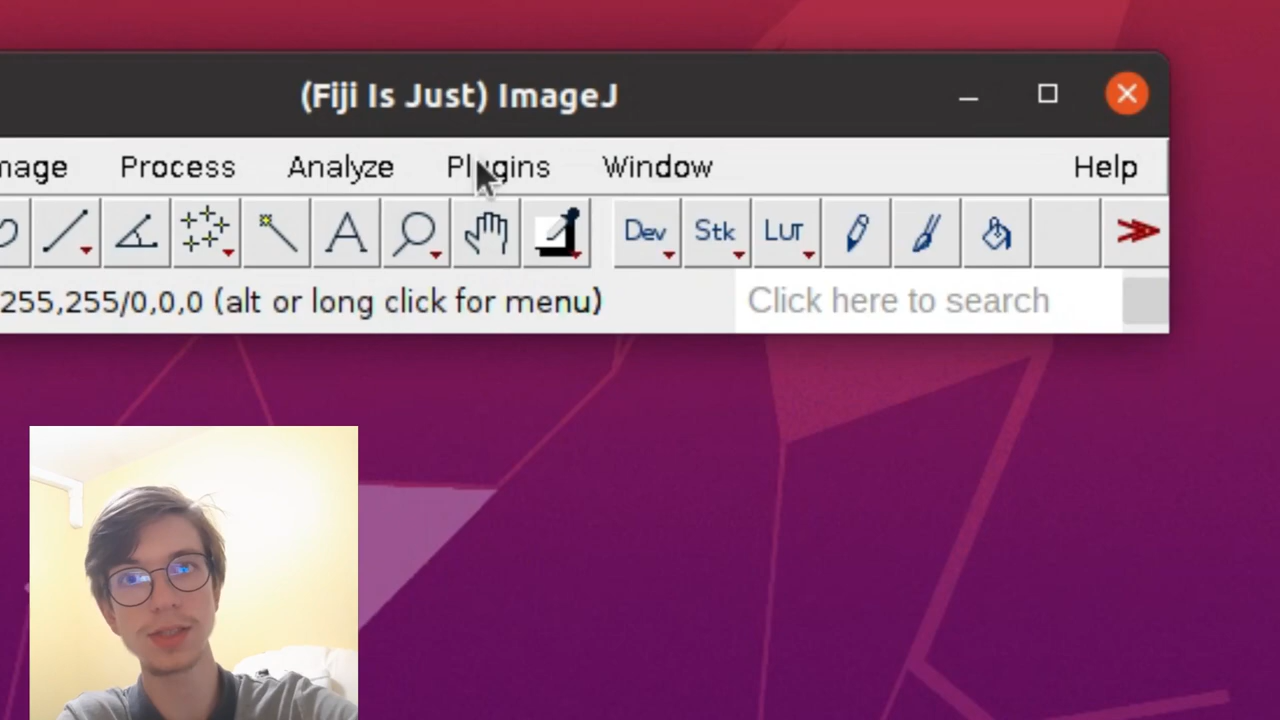 (Fiji Is Just) ImageJ
mage Process Analyze Plugins Window Help
A Dev Stk LUT
255,255/0,0,0 (alt or long click for menu) Click here to search